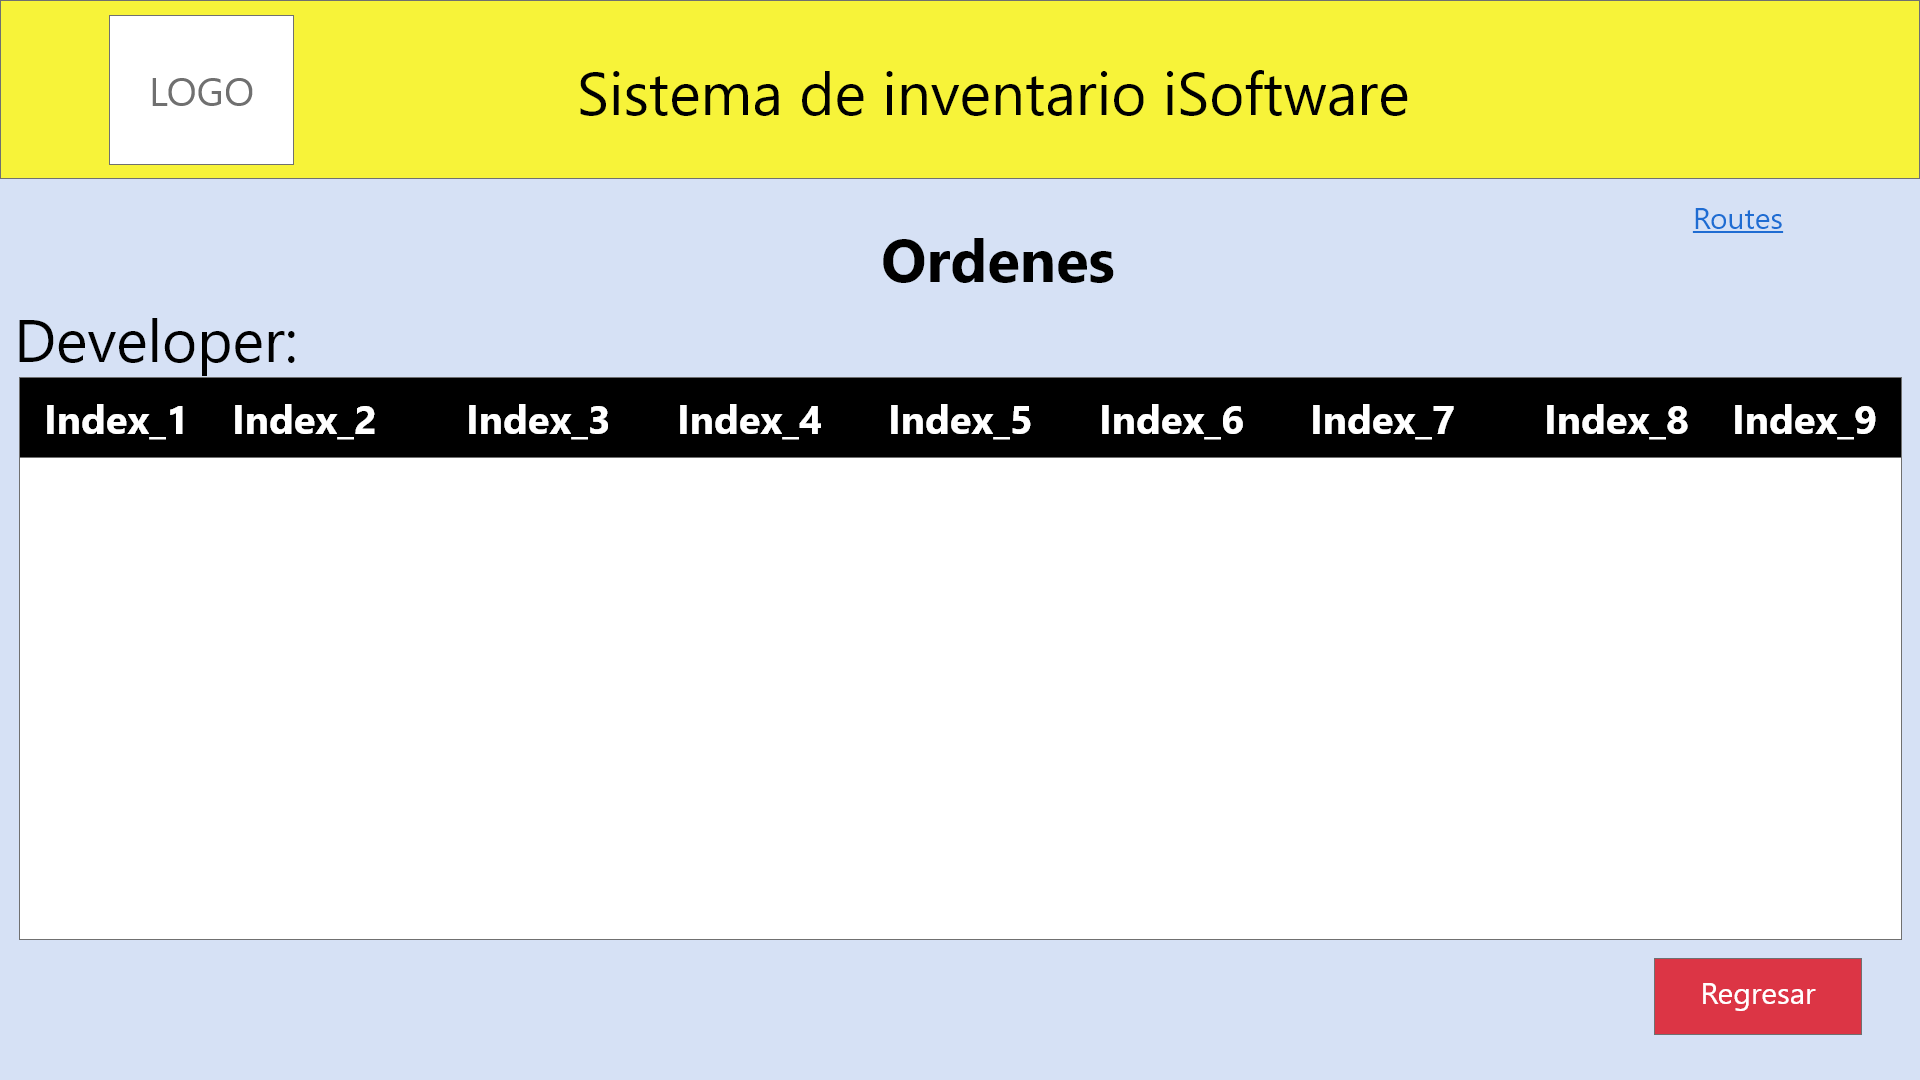 LOGO
Sistema de inventario iSoftware
Routes
Ordenes
Developer:
Index_1 Index_2 Index_3 Index_4 Index_5 Index_6 Index_7 Index_8 Index_9
Regresar